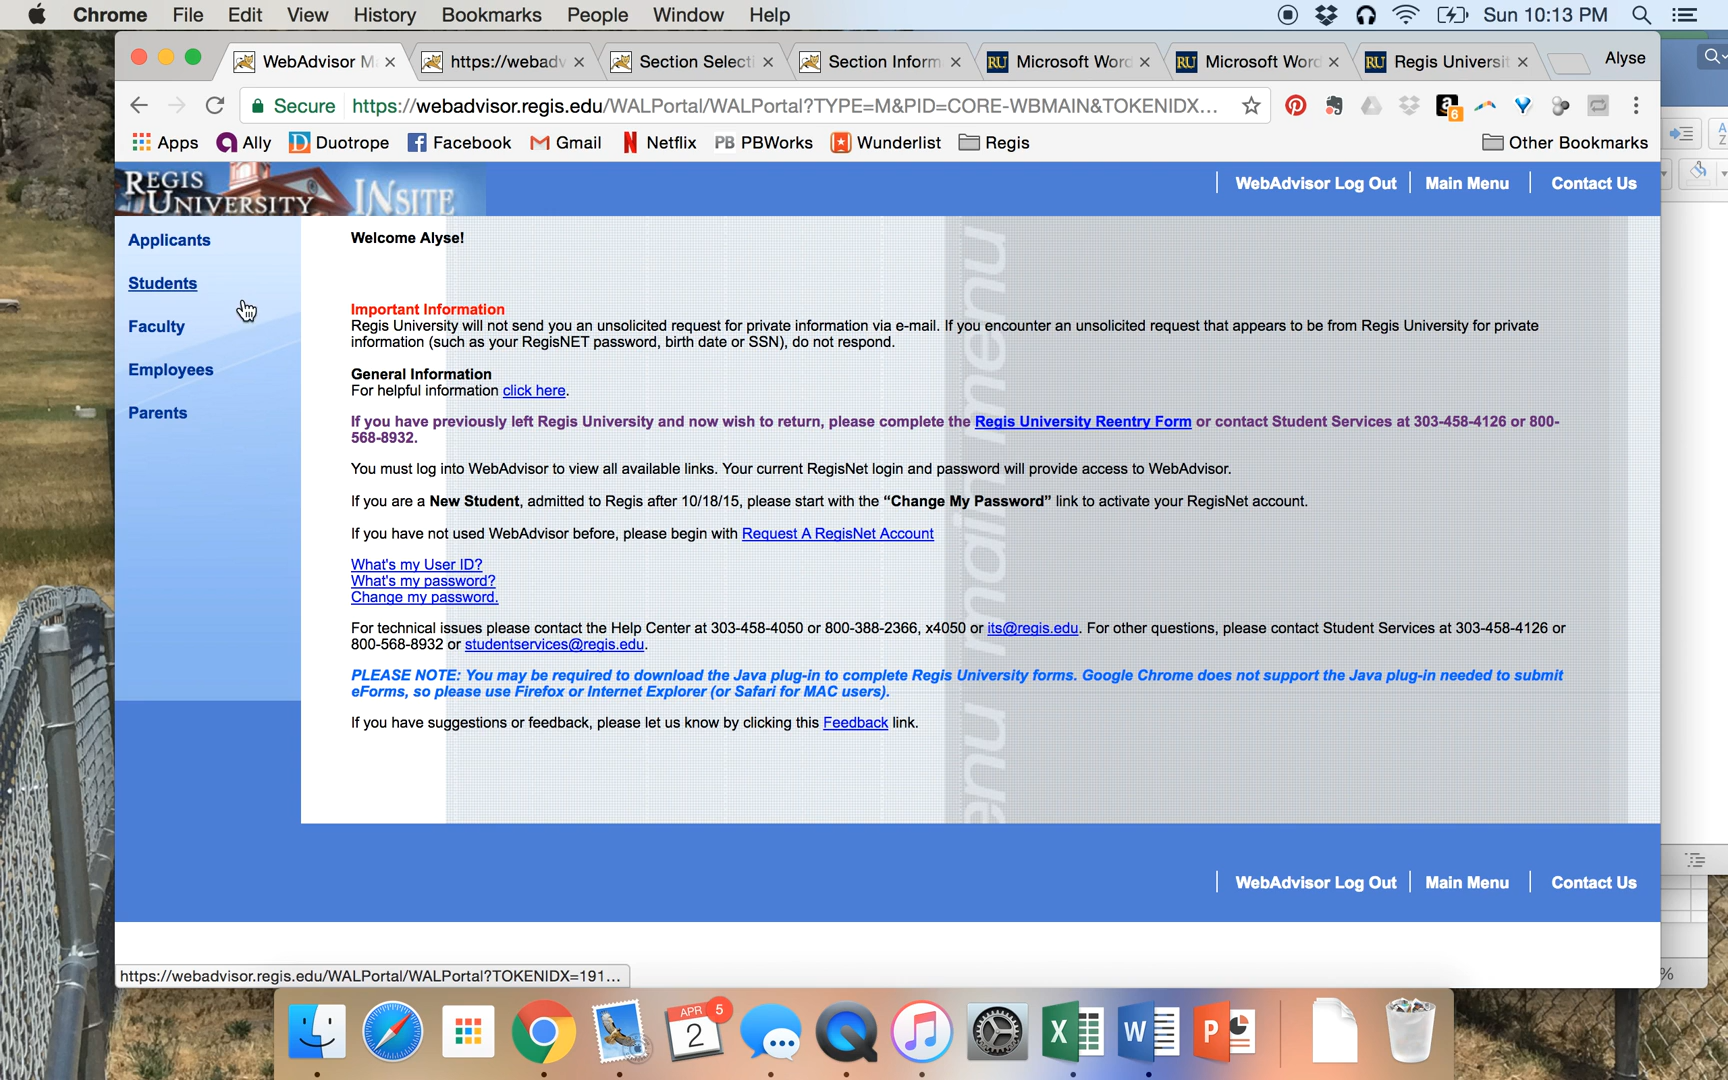 Chrome File Edit View History Bookmarks People Window Help Sun 10:13 PM
WebAdvisor M https://webadv Section Selecti Section Inform Microsoft Word Microsoft Word Regis Universit Alyse
Secure https://webadvisor.regis.edu/WALPortal/WALPortal?TYPE=M&PID=CORE-WBMAIN&TOKENIDX... 6
Apps Ally Duotrope Facebook Gmail Netflix PB PBWorks Wunderlist Regis Other Bookmarks
REGIS UNIVERSITY INSITE
WebAdvisor Log Out Main Menu Contact Us
Applicants
Students
Faculty
Employees
Parents
Welcome Alyse!
Important Information
Regis University will not send you an unsolicited request for private information via e-mail. If you encounter an unsolicited request that appears to be from Regis University for private
information (such as your RegisNET password, birth date or SSN), do not respond.
General Information
For helpful information click here.
If you have previously left Regis University and now wish to return, please complete the Regis University Reentry Form or contact Student Services at 303-458-4126 or 800-
568-8932.
You must log into WebAdvisor to view all available links. Your current RegisNet login and password will provide access to WebAdvisor.
If you are a New Student, admitted to Regis after 10/18/15, please start with the “Change My Password” link to activate your RegisNet account.
If you have not used WebAdvisor before, please begin with Request A RegisNet Account
What's my User ID?
What's my password?
Change my password.
For technical issues please contact the Help Center at 303-458-4050 or 800-388-2366, x4050 or its@regis.edu. For other questions, please contact Student Services at 303-458-4126 or
800-568-8932 or studentservices@regis.edu.
PLEASE NOTE: You may be required to download the Java plug-in to complete Regis University forms. Google Chrome does not support the Java plug-in needed to submit
eForms, so please use Firefox or Internet Explorer (or Safari for MAC users).
If you have suggestions or feedback, please let us know by clicking this Feedback link.
main menu
WebAdvisor Log Out Main Menu Contact Us
https://webadvisor.regis.edu/WALPortal/WALPortal?TOKENIDX=191...
%
APR 2 5